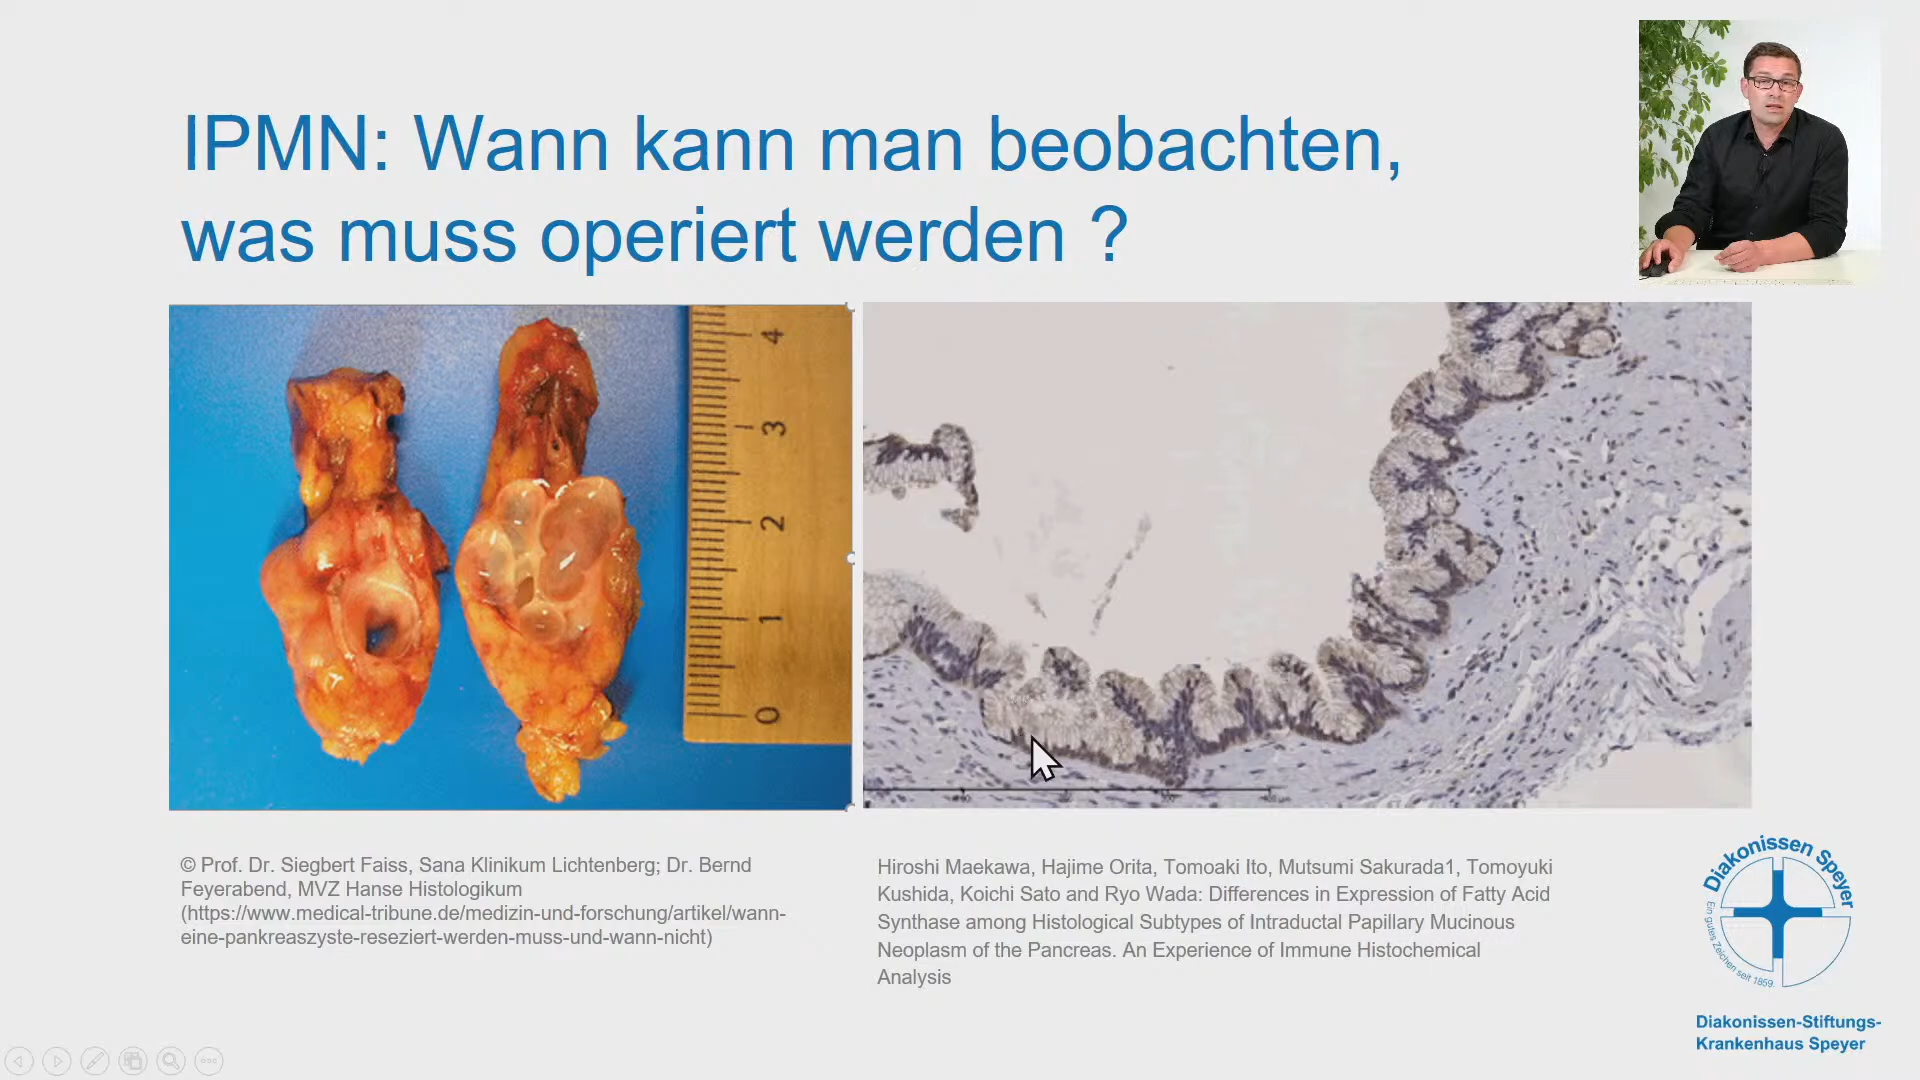 IPMN: Wann kann man beobachten,
was muss operiert werden ?
4
3
2
1
0
© Prof. Dr. Siegbert Faiss, Sana Klinikum Lichtenberg; Dr. Bernd
Feyerabend, MVZ Hanse Histologikum
(https://www.medical-tribune.de/medizin-und-forschung/artikel/wann-
eine-pankreaszyste-reseziert-werden-muss-und-wann-nicht)
Hiroshi Maekawa, Hajime Orita, Tomoaki Ito, Mutsumi Sakurada1, Tomoyuki
Kushida, Koichi Sato and Ryo Wada: Differences in Expression of Fatty Acid
Synthase among Histological Subtypes of Intraductal Papillary Mucinous
Neoplasm of the Pancreas. An Experience of Immune Histochemical
Analysis
Diakonissen Speyer
Ein gutes Zeichen seit 1859.
Diakonissen-Stiftungs-
Krankenhaus Speyer